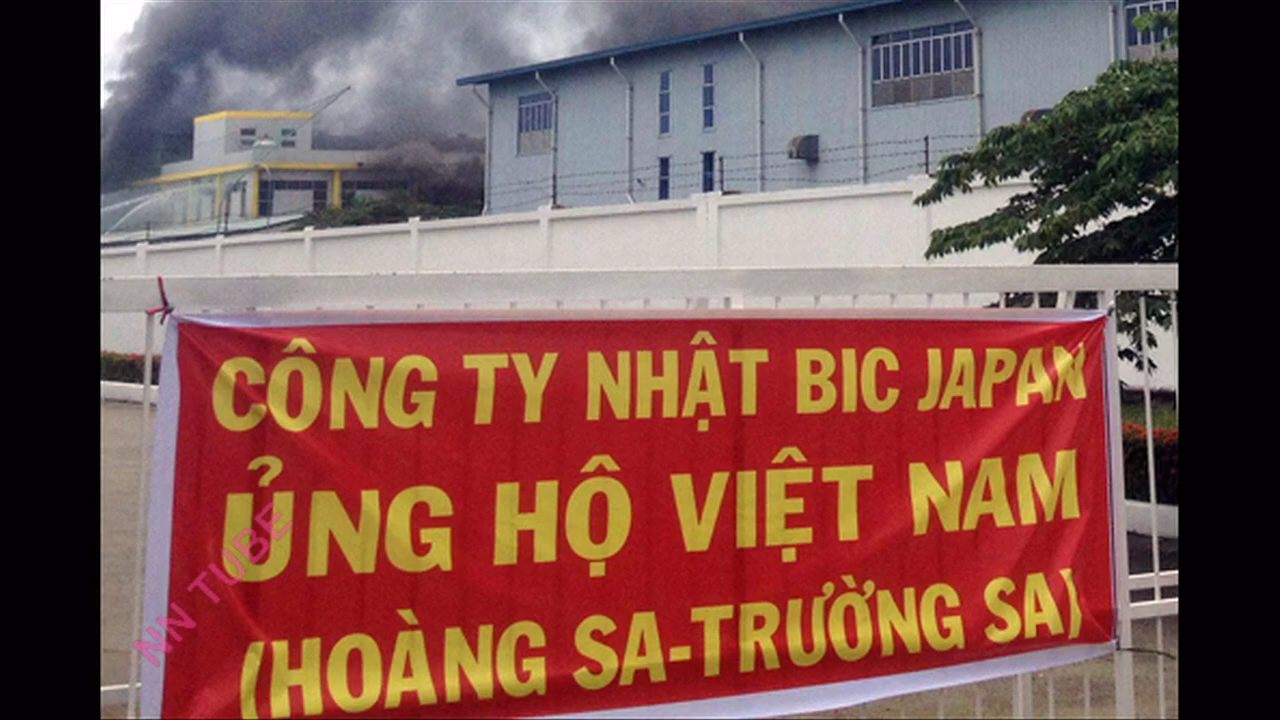 CÔNG TY NHẬT BIC JAPAN
ỦNG HỘ VIỆT NAM
(HOÀNG SA-TRƯỜNG SA)
NN TUBE